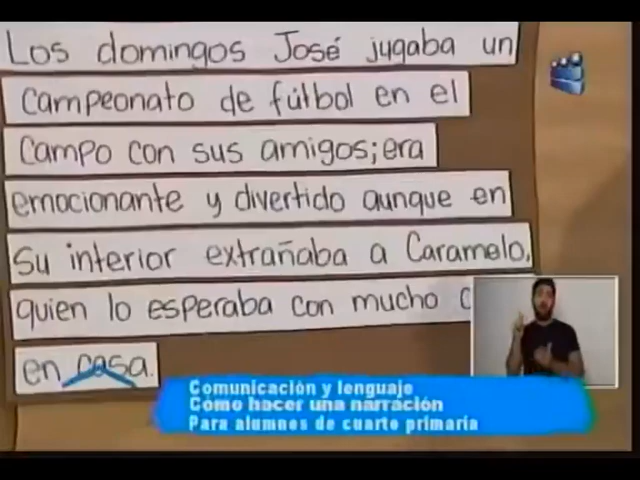 Los domingos José jugaba un
campeonato de fútbol en el
campo con sus amigos; era
emocionante y divertido aunque en
su interior extrañaba a Caramelo,
quien lo esperaba con mucho
en casa.
Comunicación y lenguaje
Cómo hacer una narración
Para alumnos de cuarto primaria